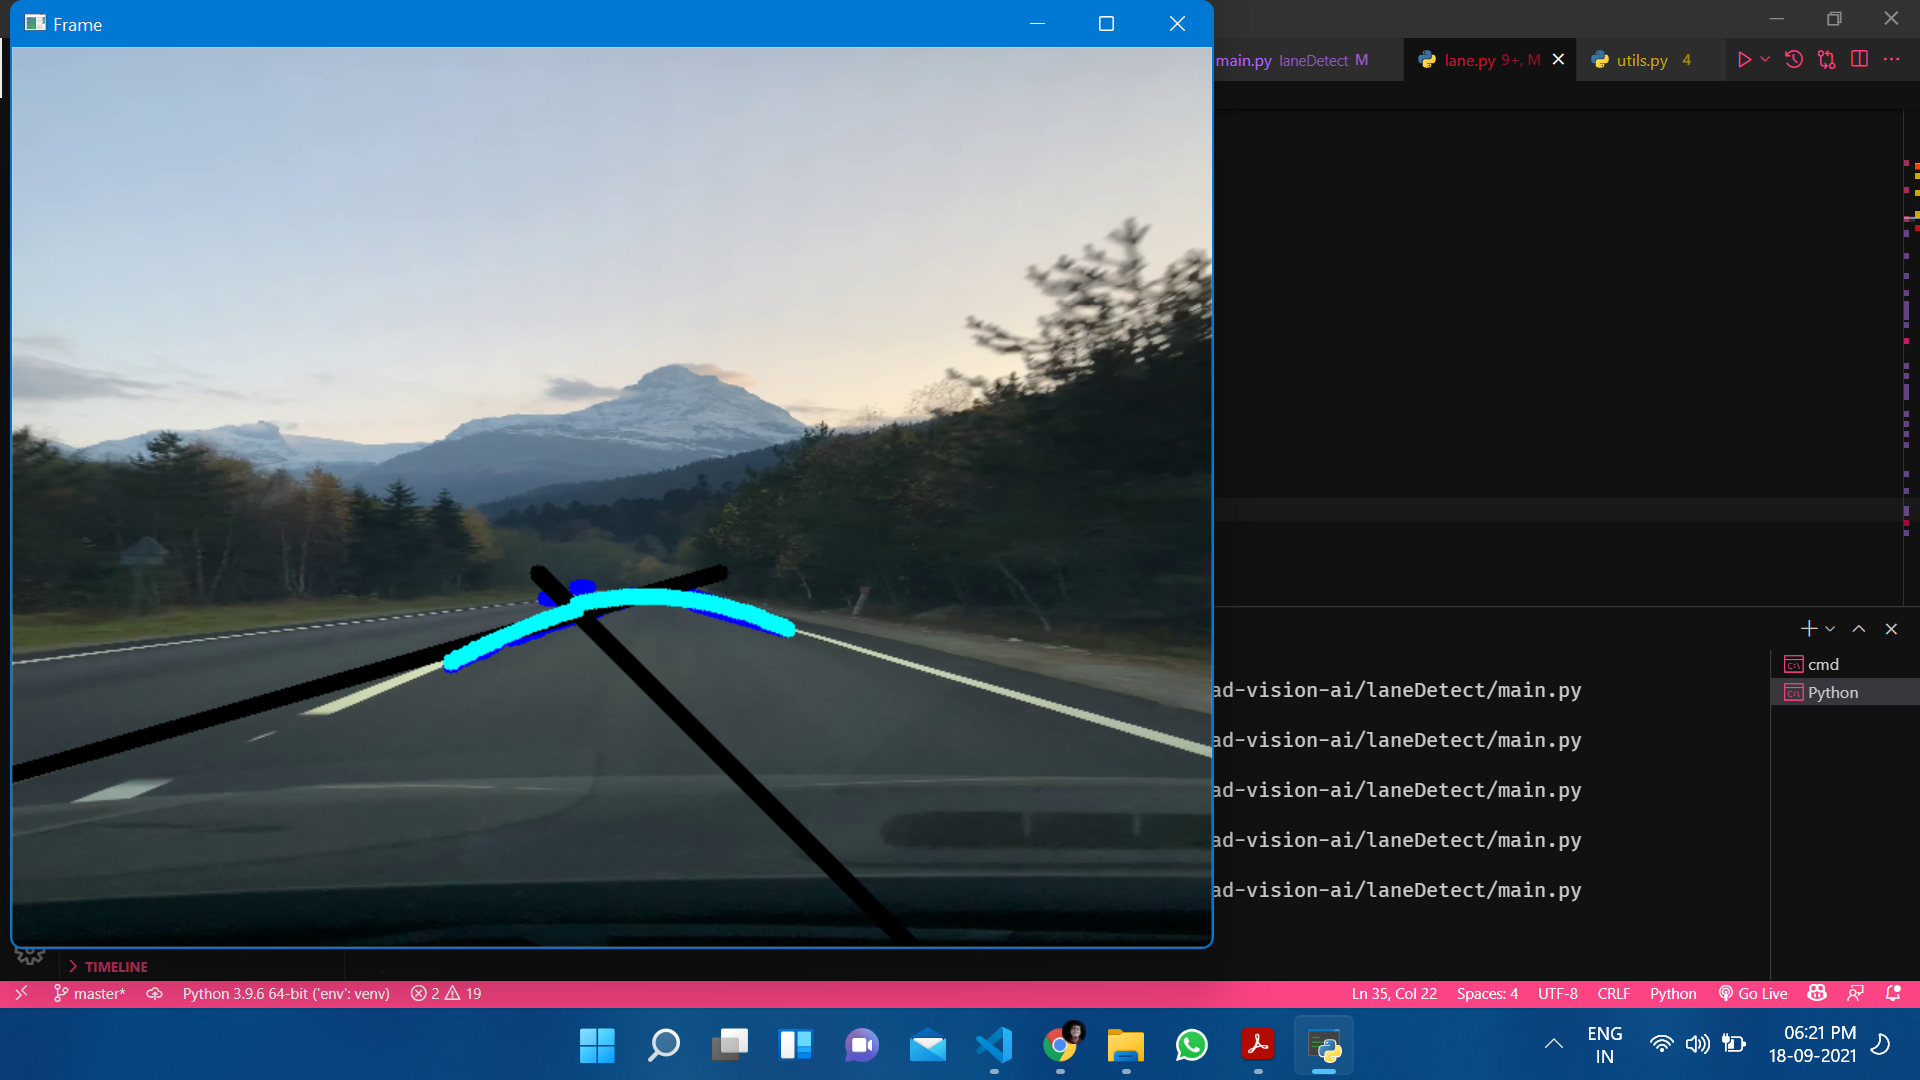 Frame
main.py laneDetect M
lane.py 9+, M
utils.py 4
cmd
Python
ad-vision-ai/laneDetect/main.py
ad-vision-ai/laneDetect/main.py
ad-vision-ai/laneDetect/main.py
ad-vision-ai/laneDetect/main.py
ad-vision-ai/laneDetect/main.py
TIMELINE
master* Python 3.9.6 64-bit ('env': venv) 2 19
Ln 35, Col 22 Spaces: 4 UTF-8 CRLF Python Go Live
ENG
IN
06:21 PM
18-09-2021